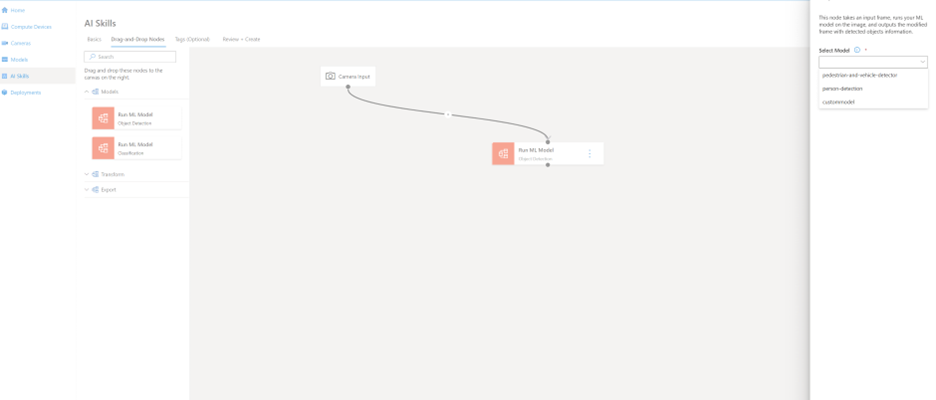 Home
Compute Devices
Cameras
Models
AI Skills
Deployments
AI Skills
Basics
Drag-and-Drop Nodes
Tags (Optional)
Review + Create
Search
Drag and drop these nodes to the
canvas on the right.
Models
Run ML Model
Object Detection
Run ML Model
Classification
Transform
Export
Camera Input
Run ML Model
Object Detection
This node takes an input frame, runs your ML
model on the image, and outputs the modified
frame with detected objects information.
Select Model *
pedestrian-and-vehicle-detector
person-detection
custommodel